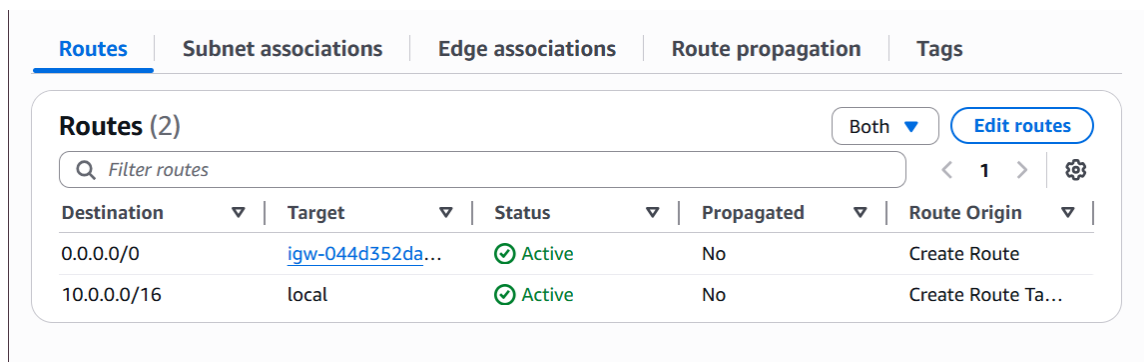 Routes Subnet associations Edge associations Route propagation Tags
Routes (2) Both Edit routes
Filter routes 1
Destination Target Status Propagated Route Origin
0.0.0.0/0 igw-044d352da... Active No Create Route
10.0.0.0/16 local Active No Create Route Ta...